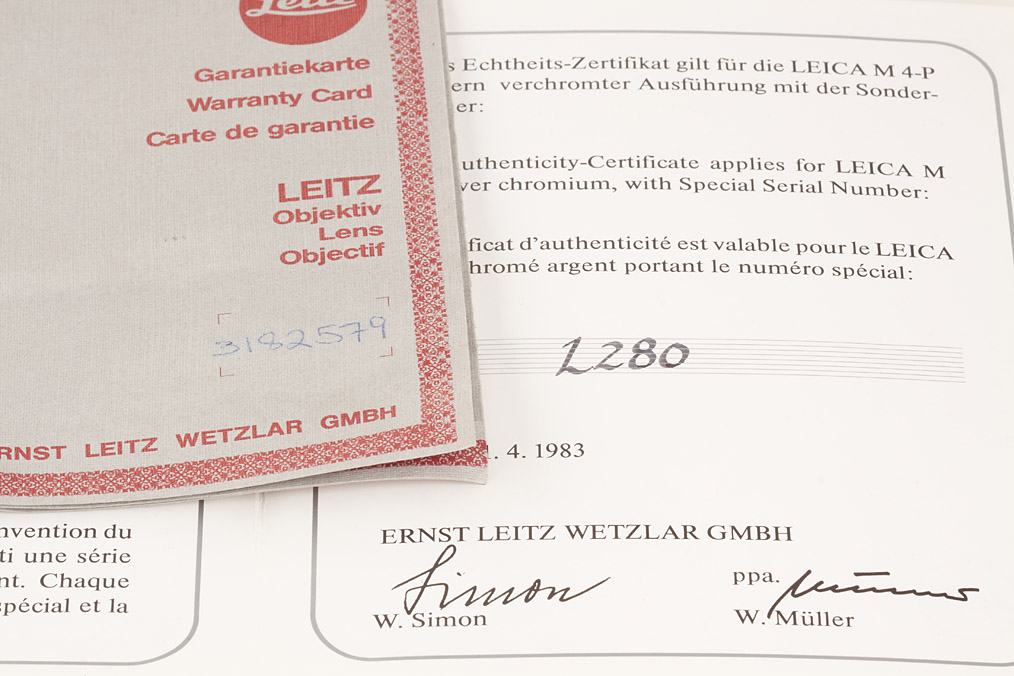 Leitz
Garantiekarte
Warranty Card
Carte de garantie
LEITZ
Objektiv
Lens
Objectif
3182579
ERNST LEITZ WETZLAR GMBH
Echtheits-Zertifikat gilt für die LEICA M 4-P
verchromter Ausführung mit der Sonder-
er:
uthenticity-Certificate applies for LEICA M
ver chromium, with Special Serial Number:
ficat d'authenticité est valable pour le LEICA
hromé argent portant le numéro spécial:
L280
1. 4. 1983
ERNST LEITZ WETZLAR GMBH
Simon
ppa.
W. Simon
W. Müller
nvention du
ti une série
nt. Chaque
spécial et la